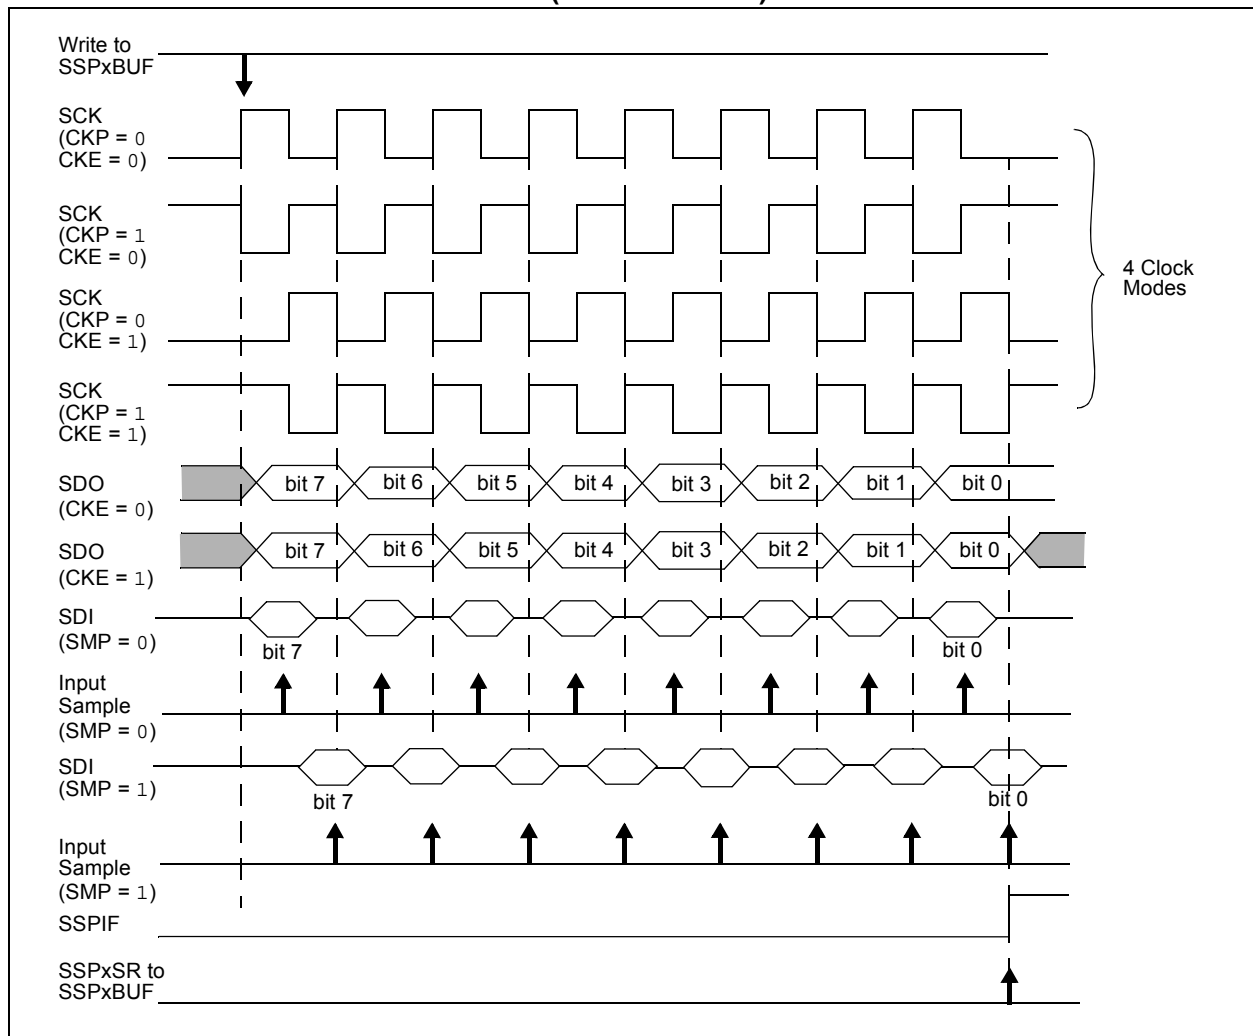 Write to
SSPxBUF
SCK
(CKP = 0
CKE = 0)
SCK
(CKP = 1
CKE = 0)
SCK
(CKP = 0
CKE = 1)
SCK
(CKP = 1
CKE = 1)
4 Clock
Modes
SDO
(CKE = 0)
bit 7 bit 6 bit 5 bit 4 bit 3 bit 2 bit 1 bit 0
SDO
(CKE = 1)
bit 7 bit 6 bit 5 bit 4 bit 3 bit 2 bit 1 bit 0
SDI
(SMP = 0)
bit 7 bit 0
Input
Sample
(SMP = 0)
SDI
(SMP = 1)
bit 7 bit 0
Input
Sample
(SMP = 1)
SSPIF
SSPxSR to
SSPxBUF